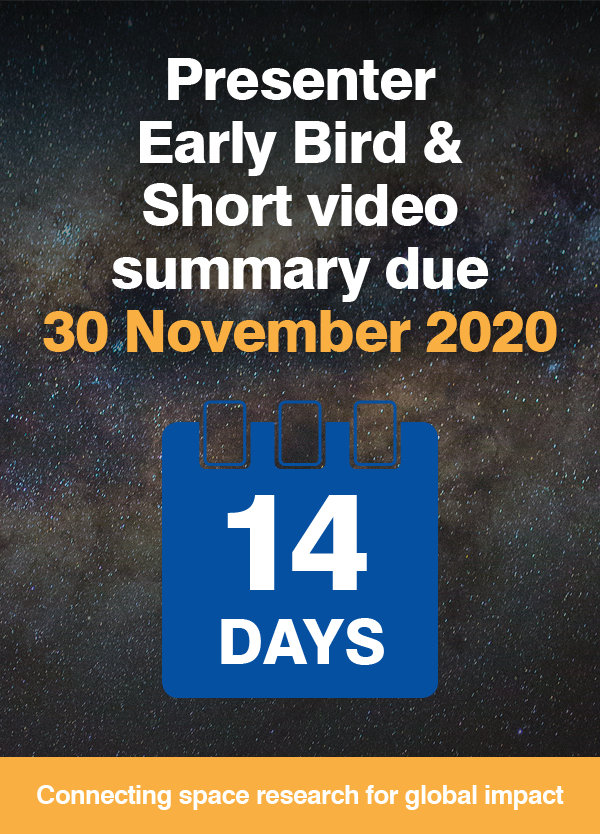 Presenter
Early Bird &
Short video
summary due
30 November 2020
14
DAYS
Connecting space research for global impact